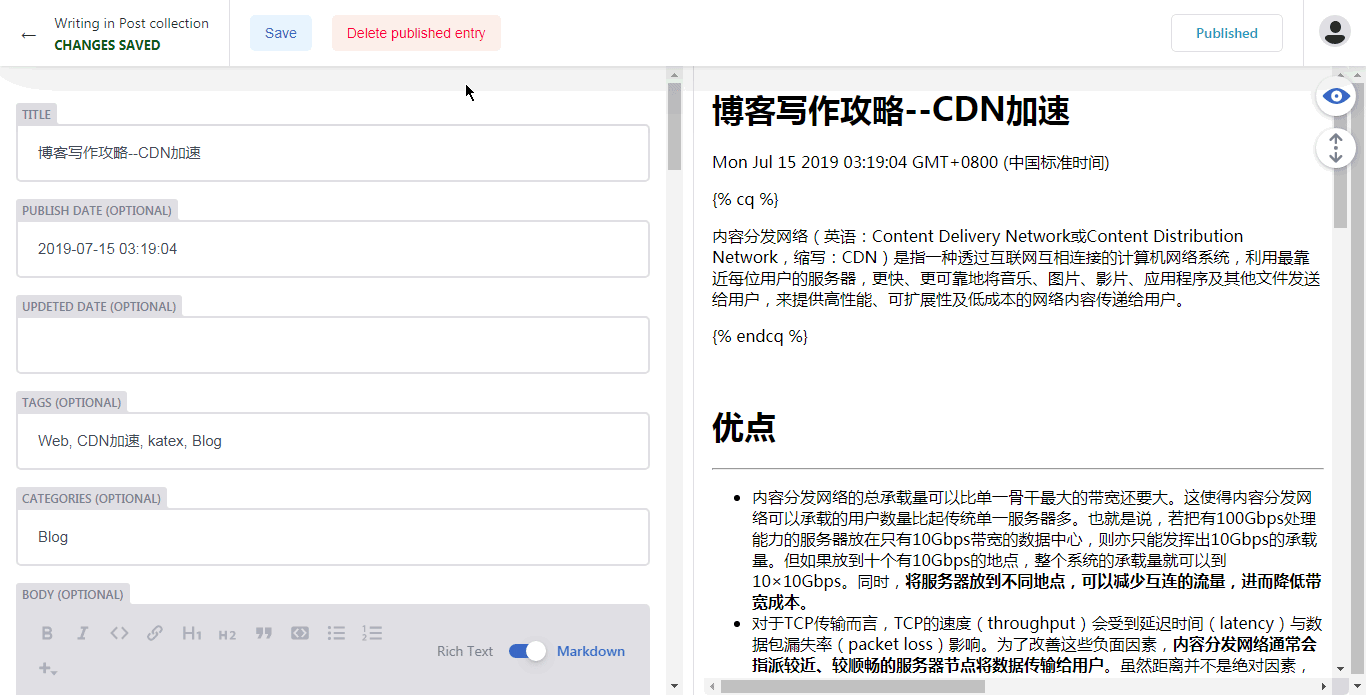 Writing in Post collection
CHANGES SAVED
Save
Delete published entry
Published
TITLE
博客写作攻略--CDN加速
PUBLISH DATE (OPTIONAL)
2019-07-15 03:19:04
UPDETED DATE (OPTIONAL)
TAGS (OPTIONAL)
Web, CDN加速, katex, Blog
CATEGORIES (OPTIONAL)
Blog
BODY (OPTIONAL)
B I <> H1 H2
Rich Text
Markdown
博客写作攻略--CDN加速
Mon Jul 15 2019 03:19:04 GMT+0800 (中国标准时间)
{% cq %}
内容分发网络（英语：Content Delivery Network或Content Distribution
Network，缩写：CDN）是指一种透过互联网互相连接的计算机网络系统，利用最靠
近每位用户的服务器，更快、更可靠地将音乐、图片、影片、应用程序及其他文件发送
给用户，来提供高性能、可扩展性及低成本的网络内容传递给用户。
{% endcq %}
优点
内容分发网络的总承载量可以比单一骨干最大的带宽还要大。这使得内容分发网
络可以承载的用户数量比起传统单一服务器多。也就是说，若把有100Gbps处理
能力的服务器放在只有10Gbps带宽的数据中心，则亦只能发挥出10Gbps的承载
量。但如果放到十个有10Gbps的地点，整个系统的承载量就可以到
10×10Gbps。同时，将服务器放到不同地点，可以减少互连的流量，进而降低带
宽成本。
对于TCP传输而言，TCP的速度（throughput）会受到延迟时间（latency）与数
据包漏失率（packet loss）影响。为了改善这些负面因素，内容分发网络通常会
指派较近、较顺畅的服务器节点将数据传输给用户。虽然距离并不是绝对因素，